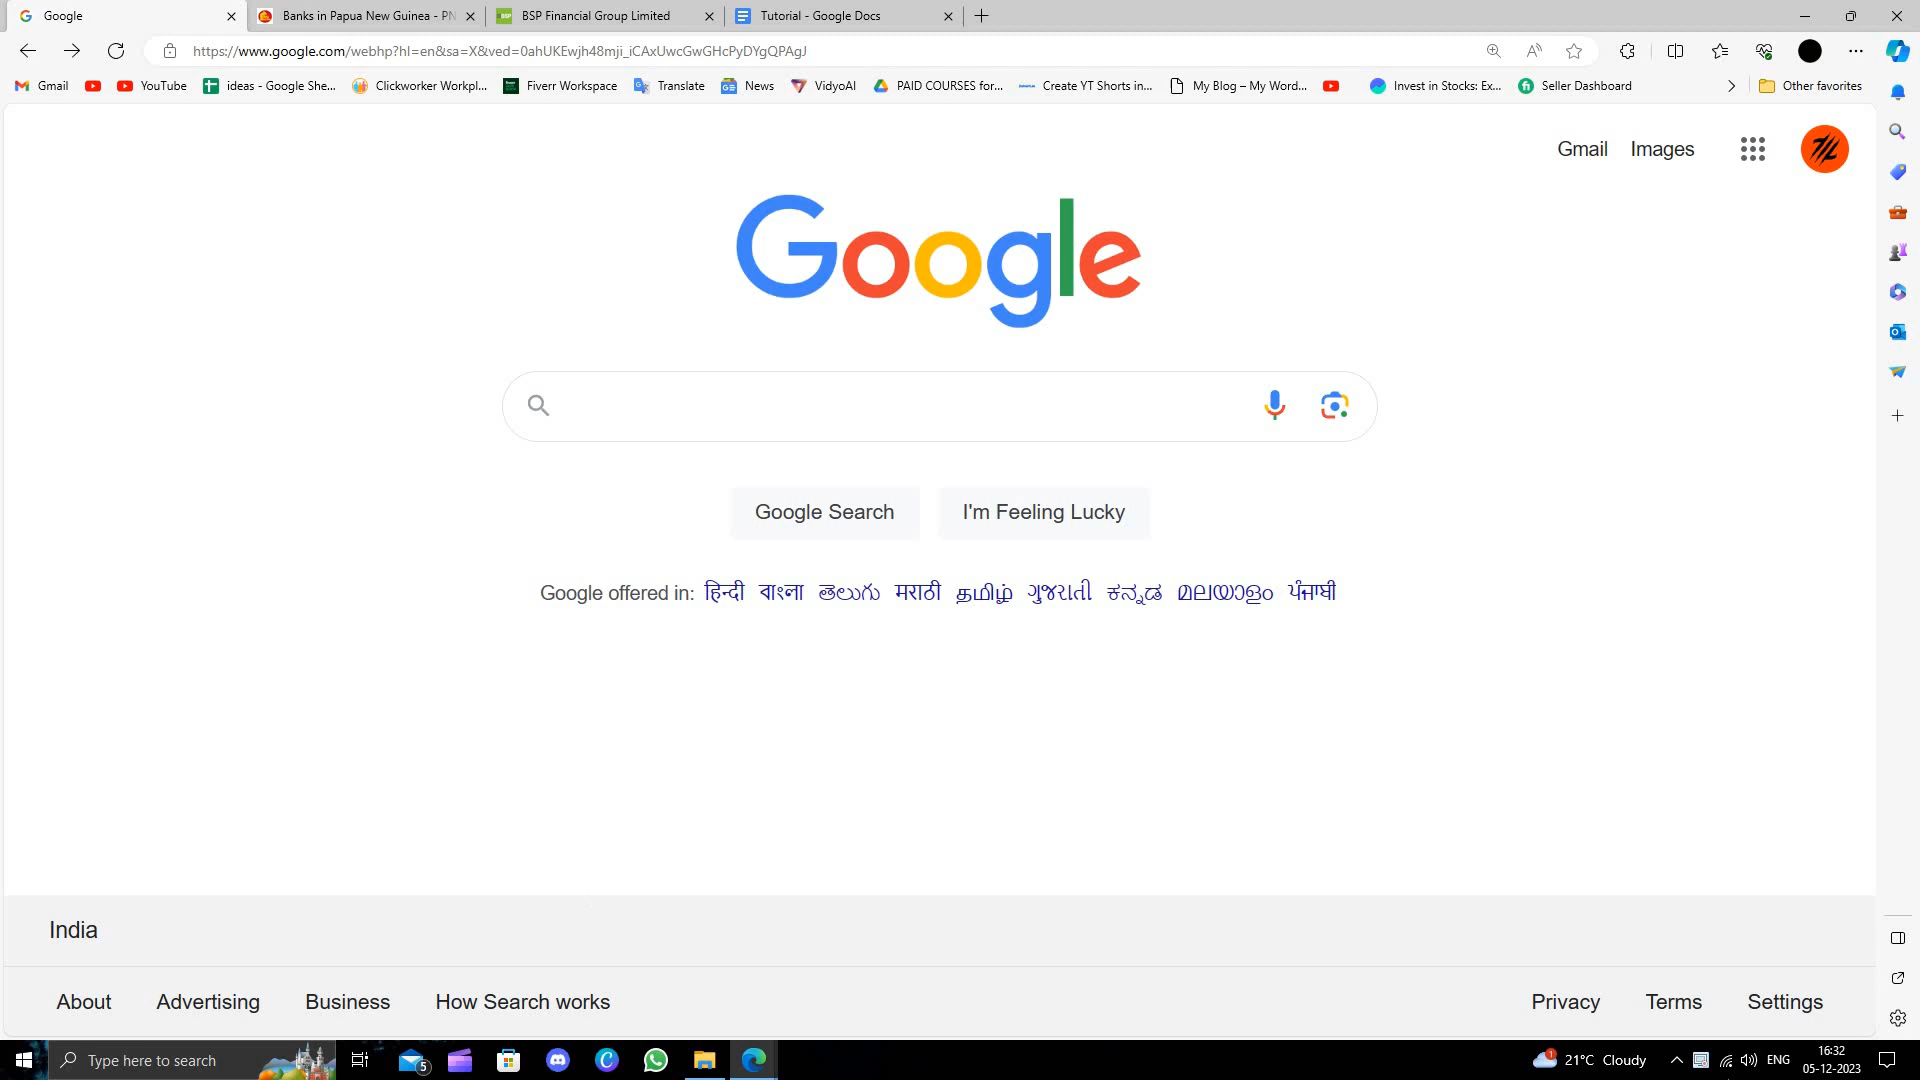 Google
Banks in Papua New Guinea - PN
BSP Financial Group Limited
Tutorial - Google Docs
https://www.google.com/webhp?hl=en&sa=X&ved=0ahUKEwjh48mji_iCAxUwcGwGHcPyDYgQPAgJ
Gmail
YouTube
ideas - Google She...
Clickworker Workpl...
Fiverr Workspace
Translate
News
VidyoAI
PAID COURSES for...
Create YT Shorts in...
My Blog – My Word...
Invest in Stocks: Ex...
Seller Dashboard
Other favorites
Gmail Images
Google
Google Search
I'm Feeling Lucky
Google offered in: हिन्दी বাংলা తెలుగు मराठी தமிழ் ગુજરાતી ಕನ್ನಡ മലയാളം ਪੰਜਾਬੀ
India
About Advertising Business How Search works
Privacy Terms Settings
Type here to search
5
1
21°C Cloudy
ENG
16:32
05-12-2023